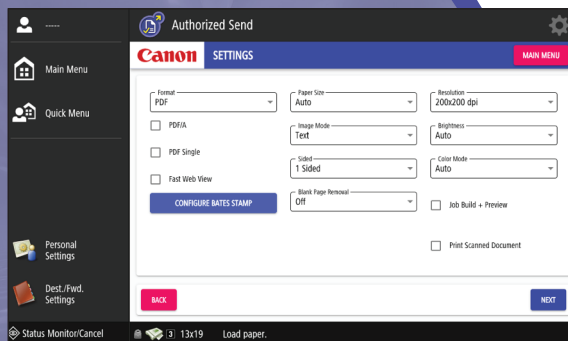 -----
Authorized Send
Canon
SETTINGS
MAIN MENU
Main Menu
Quick Menu
Format
PDF
PDF/A
PDF Single
Fast Web View
CONFIGURE BATES STAMP
Paper Size
Auto
Image Mode
Text
Sided
1 Sided
Blank Page Removal
Off
Resolution
200x200 dpi
Brightness
Auto
Color Mode
Auto
Job Build + Preview
Print Scanned Document
Personal
Settings
Dest./Fwd.
Settings
BACK
NEXT
Status Monitor/Cancel
3 13x19 Load paper.